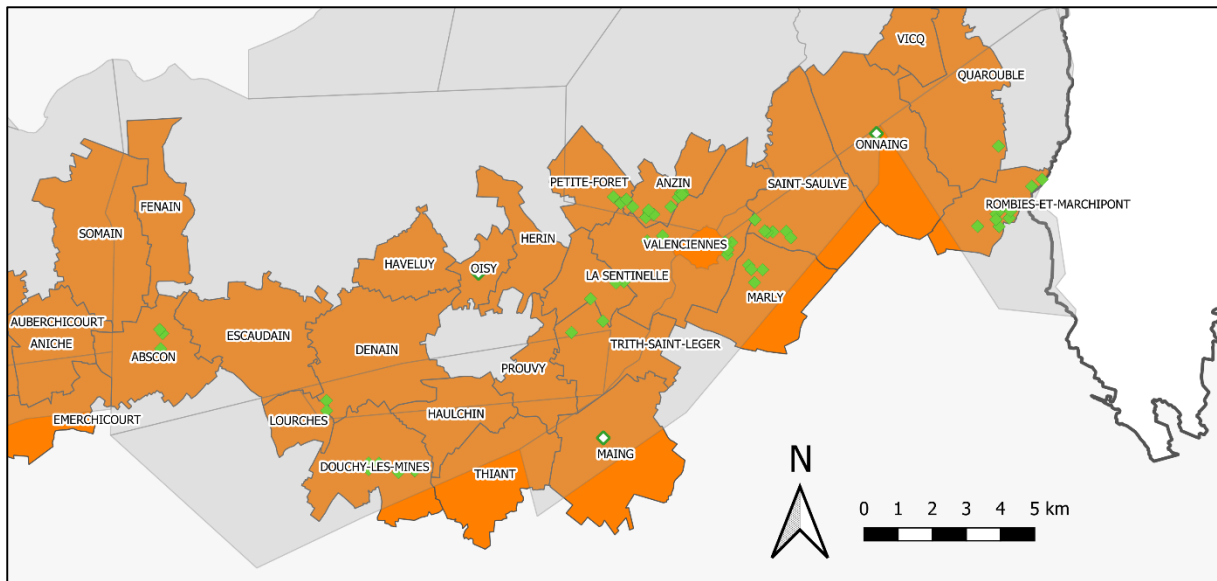 VICQ
QUAROUBLE
ONNAING
PETITE-FORET
ANZIN
SAINT-SAULVE
FENAIN
ROMBIES-ET-MARCHIPONT
SOMAIN
HERIN
VALENCIENNES
HAVELUY
OISY
LA SENTINELLE
MARLY
AUBERCHICOURT
ESCAUDAIN
ANICHE
ABSCON
DENAIN
TRITH-SAINT-LEGER
PROUVY
EMERCHICOURT
LOURCHES
HAULCHIN
MAING
DOUCHY-LES-MINES
THIANT
N
0 1 2 3 4 5 km